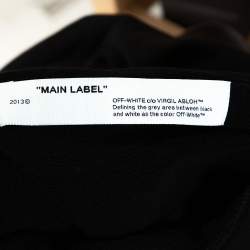 "MAIN LABEL"
2013©
OFF-WHITE c/o VIRGIL ABLOH™
Defining the grey area between black
and white as the color Off-White™